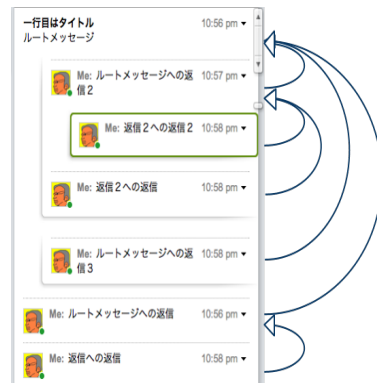 一行目はタイトル 10:56 pm
ルートメッセージ
Me: ルートメッセージへの返 10:57 pm
信2
Me: 返信2への返信2 10:58 pm
Me: 返信2への返信 10:58 pm
Me: ルートメッセージへの返 10:58 pm
信3
Me: ルートメッセージへの返信 10:56 pm
Me: 返信への返信 10:58 pm